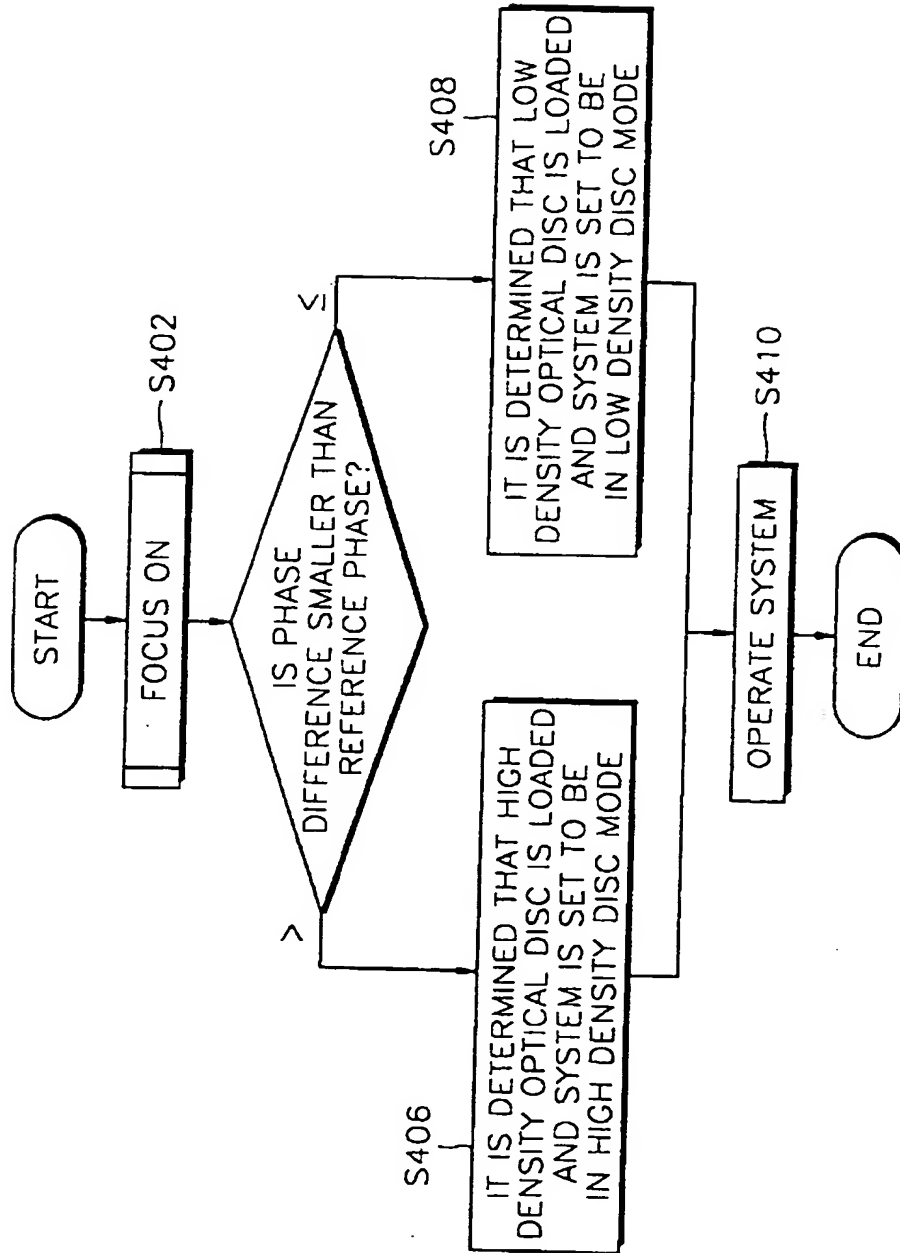 START
FOCUS ON
S402
IS PHASE
DIFFERENCE SMALLER THAN
REFERENCE PHASE?
>
≤
S406
IT IS DETERMINED THAT HIGH
DENSITY OPTICAL DISC IS LOADED
AND SYSTEM IS SET TO BE
IN HIGH DENSITY DISC MODE
S408
IT IS DETERMINED THAT LOW
DENSITY OPTICAL DISC IS LOADED
AND SYSTEM IS SET TO BE
IN LOW DENSITY DISC MODE
OPERATE SYSTEM
S410
END